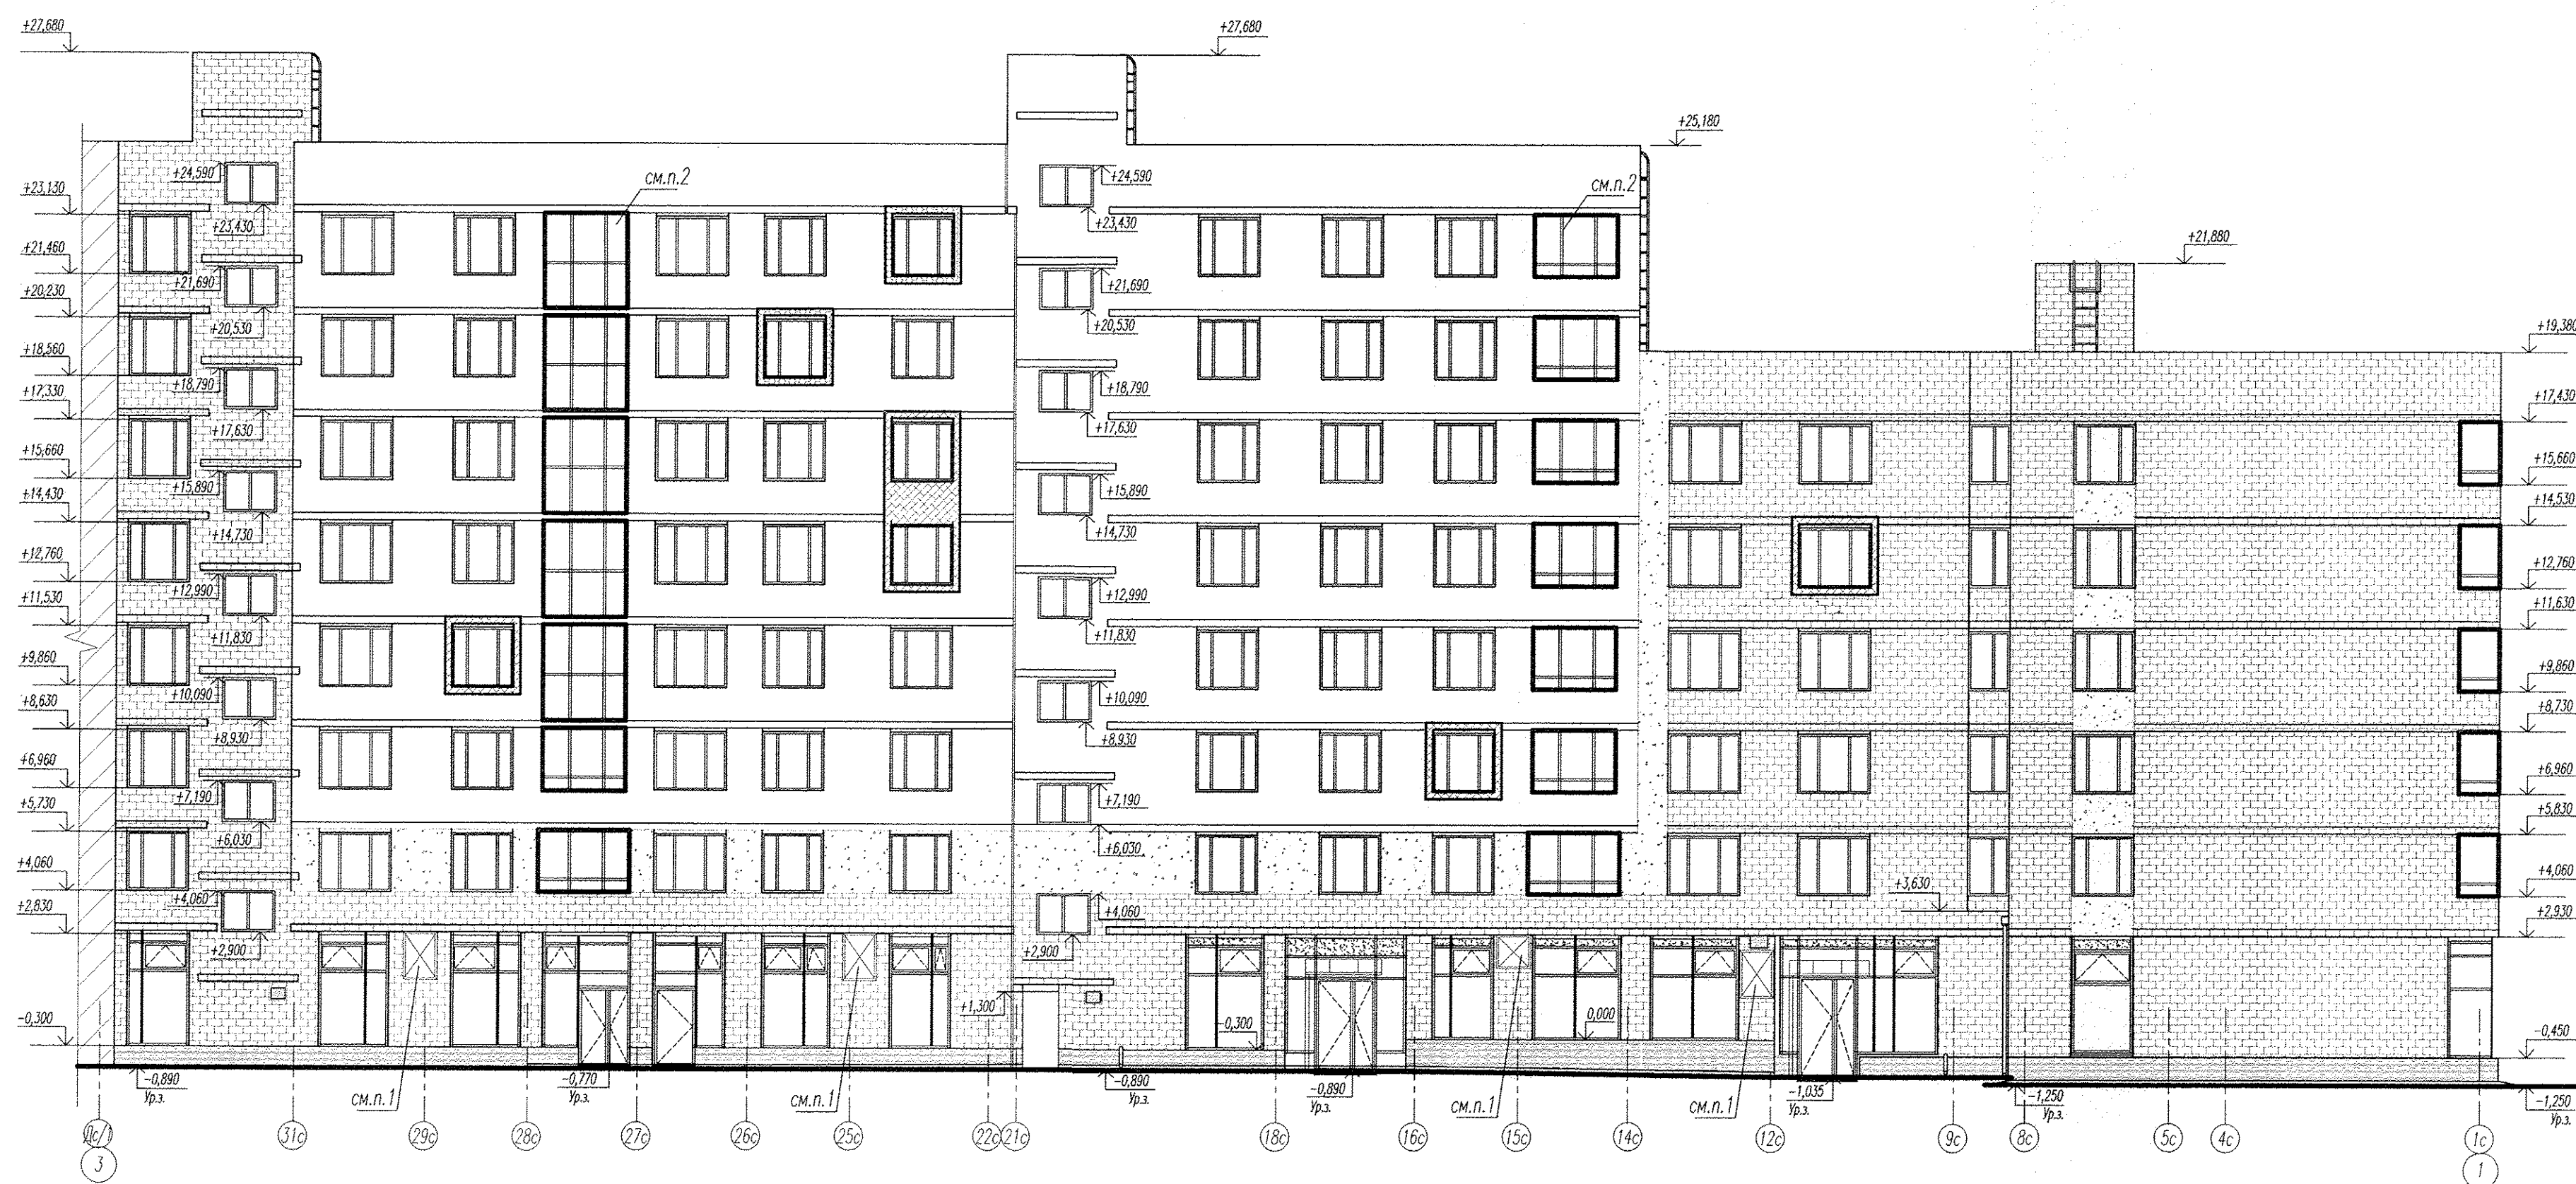 +27,680
+27,680
+25,180
+24,590
см.п.2
+24,590
см.п.2
+23,130
+23,430
+23,430
+21,880
+21,460
+21,690
+21,690
+20,230
+20,530
+20,530
+19,380
+18,560
+18,790
+18,790
+17,330
+17,630
+17,630
+17,430
+15,660
+15,890
+15,890
+15,660
+14,430
+14,730
+14,730
+14,530
+12,760
+12,990
+12,990
+12,760
+11,530
+11,830
+11,830
+11,630
+9,860
+10,090
+10,090
+9,860
+8,630
+8,930
+8,930
+8,730
+6,960
+7,190
+7,190
+6,960
+5,730
+6,030
+6,030
+5,830
+4,060
+4,060
+4,060
+3,630
+4,060
+2,830
+2,900
+2,900
+2,930
+1,300
-0,300
-0,300
0,000
-0,450
-0,890
-0,770
Ур.з.
-0,890
Ур.з.
-0,890
Ур.з.
-1,035
Ур.з.
-1,250
Ур.з.
-1,250
Ур.з.
Ур.з.
см.п.1
см.п.1
см.п.1
см.п.1
Дс/1
31с
29с
28с
27с
26с
25с
22с
21с
18с
16с
15с
14с
12с
9с
8с
5с
4с
1с
3
1